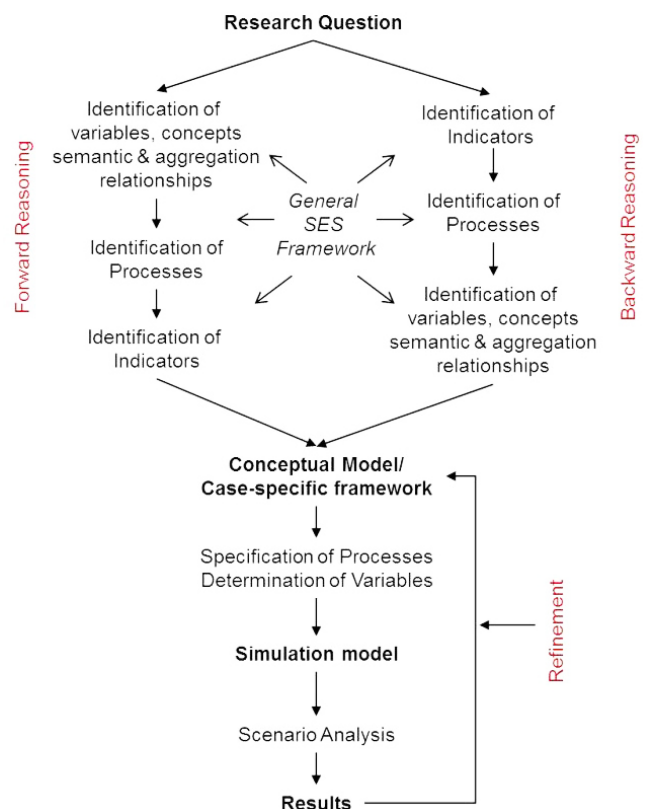 Research Question
Forward Reasoning
Identification of
variables, concepts
semantic & aggregation
relationships
Identification of
Processes
Identification of
Indicators
General
SES
Framework
Identification of
Indicators
Identification of
Processes
Identification of
variables, concepts
semantic & aggregation
relationships
Backward Reasoning
Conceptual Model/
Case-specific framework
Specification of Processes
Determination of Variables
Simulation model
Scenario Analysis
Results
Refinement